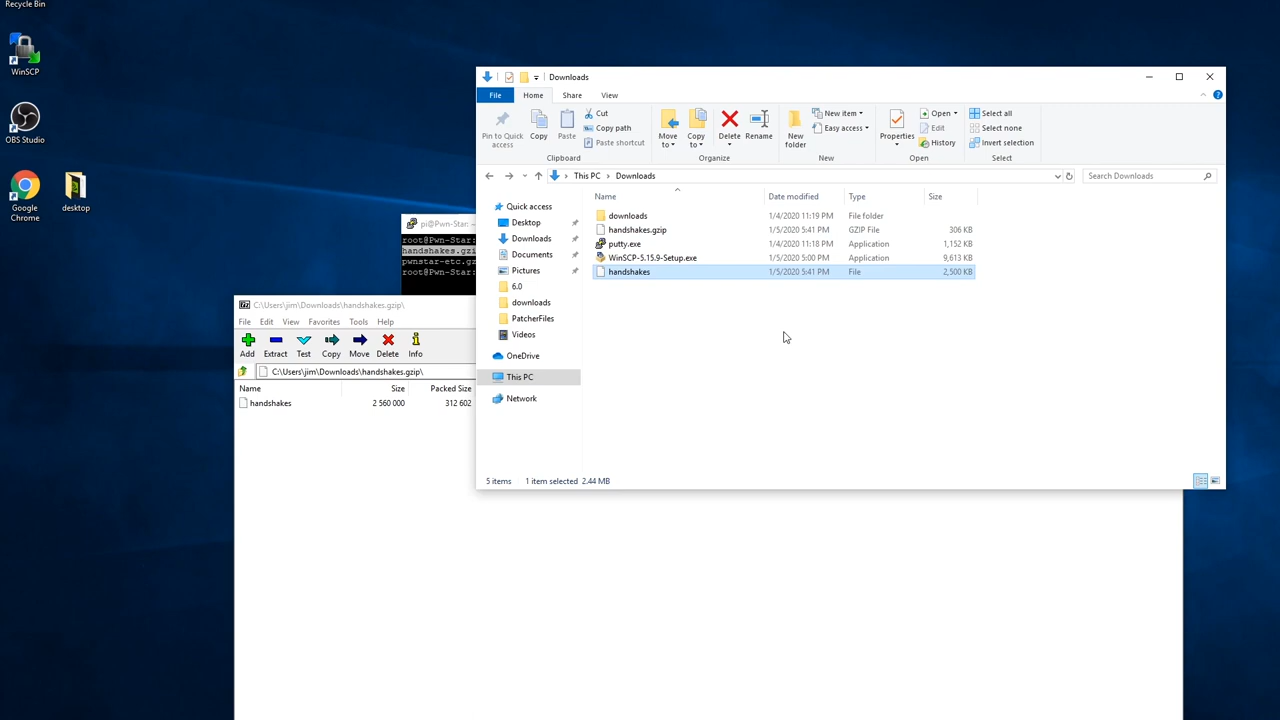 Recycle Bin
WinSCP
OBS Studio
Google
Chrome
desktop
pi@Pwn-Star: ~
root@Pwn-Star:
handshakes.gzi
pwnstar-etc.gz
root@Pwn-Star:
C:\Users\jim\Downloads\handshakes.gzip\
File Edit View Favorites Tools Help
Add Extract Test Copy Move Delete Info
C:\Users\jim\Downloads\handshakes.gzip\
Name Size Packed Size
handshakes 2 560 000 312 602
Downloads
File Home Share View
Pin to Quick
access
Copy
Paste
Cut
Copy path
Paste shortcut
Clipboard
Move
to
Copy
to
Delete
Rename
Organize
New
folder
New item
Easy access
New
Properties
Open
Edit
History
Open
Select all
Select none
Invert selection
Select
This PC > Downloads
Search Downloads
Quick access
Desktop
Downloads
Documents
Pictures
6.0
downloads
PatcherFiles
Videos
OneDrive
This PC
Network
Name Date modified Type Size
downloads 1/4/2020 11:19 PM File folder
handshakes.gzip 1/5/2020 5:41 PM GZIP File 306 KB
putty.exe 1/4/2020 11:18 PM Application 1,152 KB
WinSCP-5.15.9-Setup.exe 1/5/2020 5:00 PM Application 9,613 KB
handshakes 1/5/2020 5:41 PM File 2,500 KB
5 items 1 item selected 2.44 MB